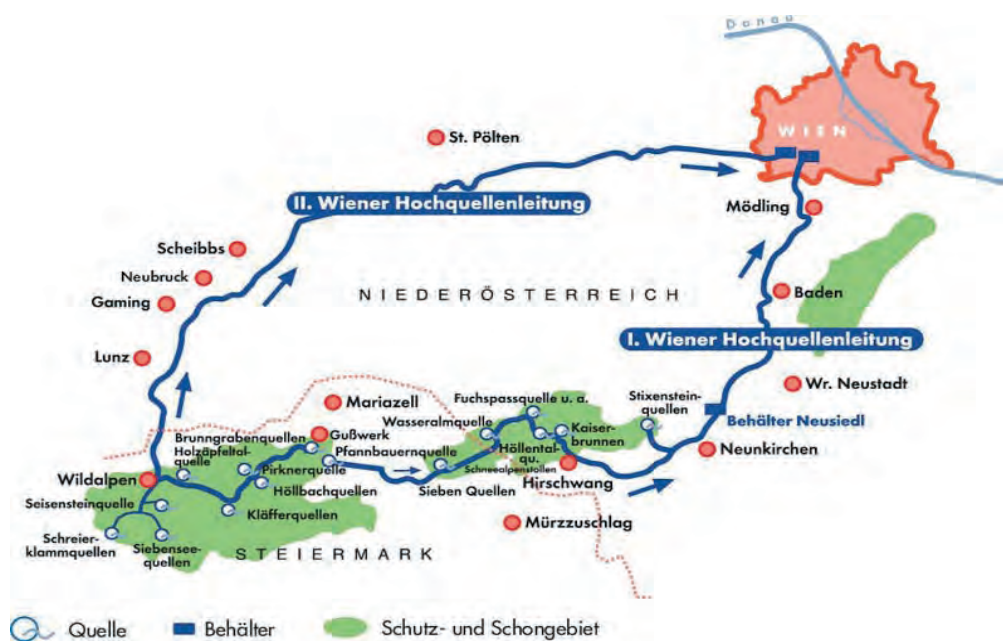 Donau
WIEN
St. Pölten
II. Wiener Hochquellenleitung
Mödling
Scheibbs
Neubruck
Gaming
NIEDERÖSTERREICH
Baden
I. Wiener Hochquellenleitung
Lunz
Wr. Neustadt
Mariazell
Fuchspassquelle u. a.
Stixenstein-
quellen
Behälter Neusiedl
Wasseralmquelle
Brunngrabenquellen
Gußwerk
Kaiser-
brunnen
Holzäpfeltal-
quelle
Pfannbauernquelle
Höllental-
qu.
Neunkirchen
Pirknerquelle
Schneealpenstollen
Wildalpen
Höllbachquellen
Sieben Quellen
Hirschwang
Seisensteinquelle
Kläfferquellen
Mürzzuschlag
Schreier-
klammquellen
Siebensee-
quellen
STEIERMARK
Quelle
Behälter
Schutz- und Schongebiet